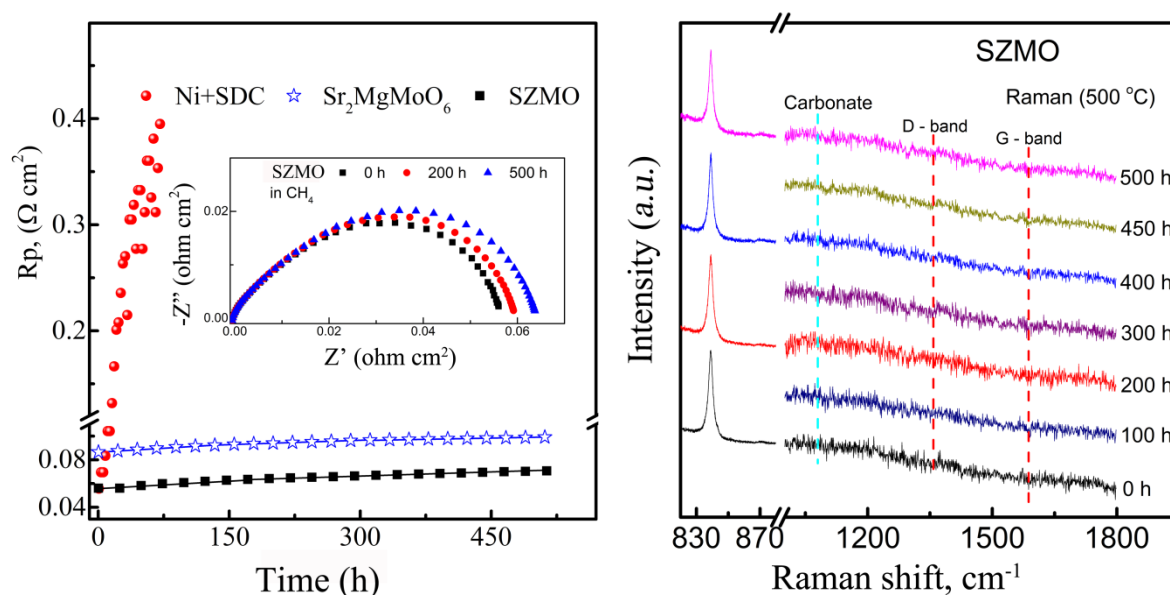 Rp, (Ω cm²)
0.4
0.3
0.2
0.08
0.04
0
150
300
450
Time (h)
Ni+SDC
Sr₂MgMoO₆
SZMO
SZMO
in CH₄
0 h
200 h
500 h
-Z'' (ohm cm²)
0.02
0.00
0.00
0.02
0.04
0.06
Z' (ohm cm²)
Intensity (a.u.)
SZMO
Raman (500 °C)
Carbonate
D - band
G - band
500 h
450 h
400 h
300 h
200 h
100 h
0 h
830
870
1200
1500
1800
Raman shift, cm⁻¹